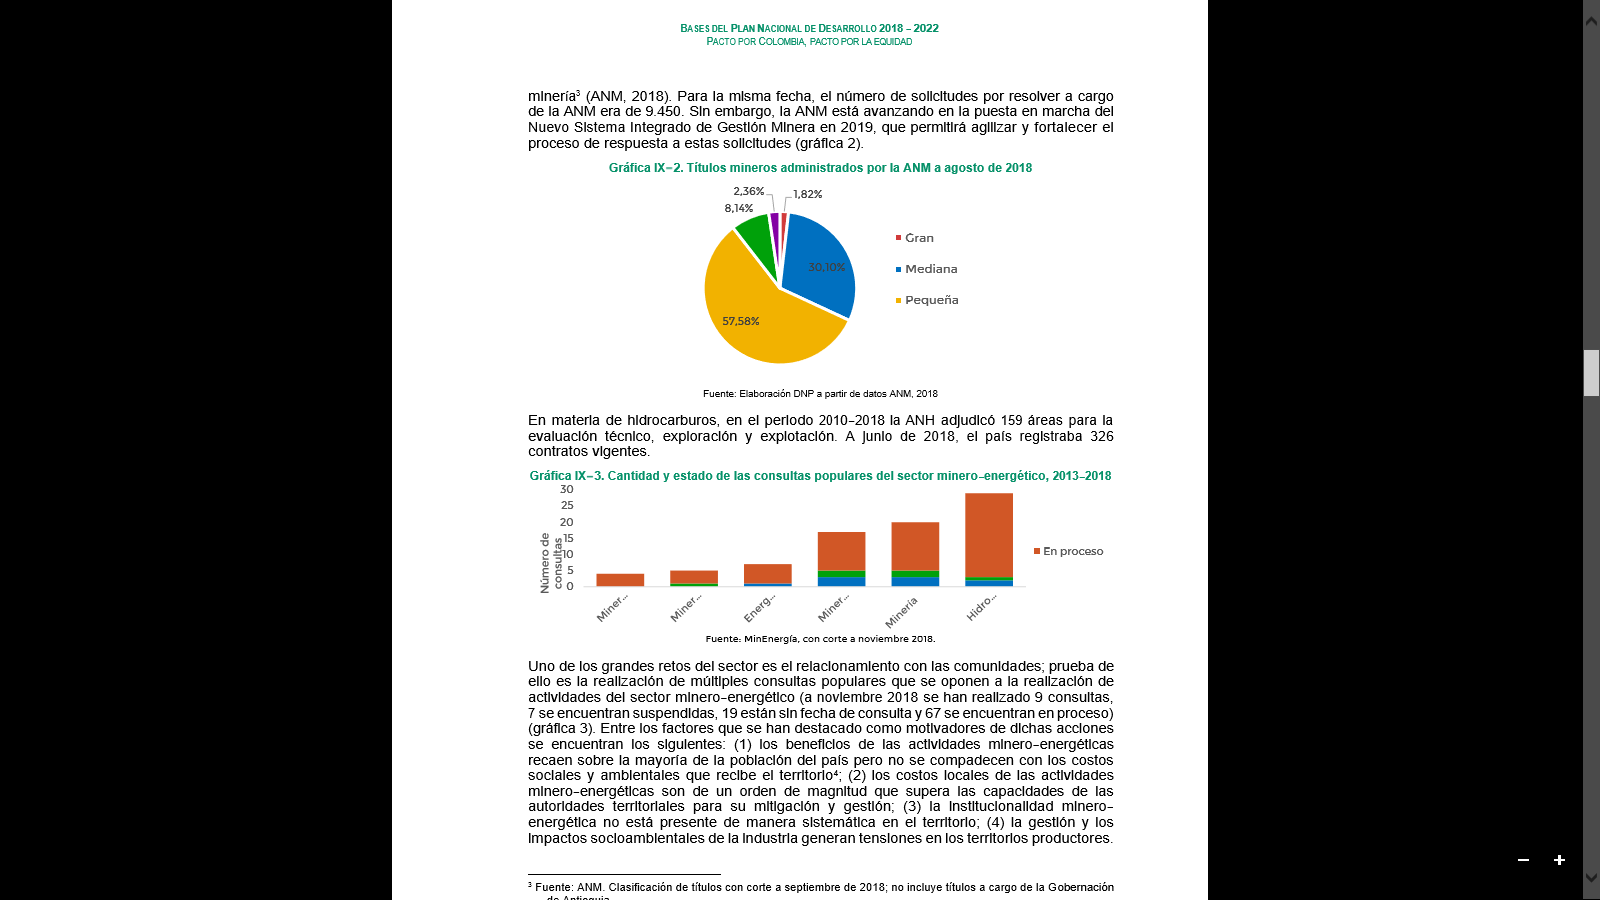 BASES DEL PLAN NACIONAL DE DESARROLLO 2018 – 2022
PACTO POR COLOMBIA, PACTO POR LA EQUIDAD
minería³ (ANM, 2018). Para la misma fecha, el número de solicitudes por resolver a cargo
de la ANM era de 9.450. Sin embargo, la ANM está avanzando en la puesta en marcha del
Nuevo Sistema Integrado de Gestión Minera en 2019, que permitirá agilizar y fortalecer el
proceso de respuesta a estas solicitudes (gráfica 2).
Gráfica IX–2. Títulos mineros administrados por la ANM a agosto de 2018
2,36%
1,82%
8,14%
30,10%
57,58%
Gran
Mediana
Pequeña
Fuente: Elaboración DNP a partir de datos ANM, 2018
En materia de hidrocarburos, en el periodo 2010–2018 la ANH adjudicó 159 áreas para la
evaluación técnico, exploración y explotación. A junio de 2018, el país registraba 326
contratos vigentes.
Gráfica IX–3. Cantidad y estado de las consultas populares del sector minero–energético, 2013–2018
Número de
consultas
30
25
20
15
10
5
0
Miner...
Miner...
Energ...
Miner...
Minería
Hidro...
En proceso
Fuente: MinEnergía, con corte a noviembre 2018.
Uno de los grandes retos del sector es el relacionamiento con las comunidades; prueba de
ello es la realización de múltiples consultas populares que se oponen a la realización de
actividades del sector minero–energético (a noviembre 2018 se han realizado 9 consultas,
7 se encuentran suspendidas, 19 están sin fecha de consulta y 67 se encuentran en proceso)
(gráfica 3). Entre los factores que se han destacado como motivadores de dichas acciones
se encuentran los siguientes: (1) los beneficios de las actividades minero–energéticas
recaen sobre la mayoría de la población del país pero no se compadecen con los costos
sociales y ambientales que recibe el territorio⁴; (2) los costos locales de las actividades
minero–energéticas son de un orden de magnitud que supera las capacidades de las
autoridades territoriales para su mitigación y gestión; (3) la institucionalidad minero–
energética no está presente de manera sistemática en el territorio; (4) la gestión y los
impactos socioambientales de la industria generan tensiones en los territorios productores.
³ Fuente: ANM. Clasificación de títulos con corte a septiembre de 2018; no incluye títulos a cargo de la Gobernación
de Antioquia.